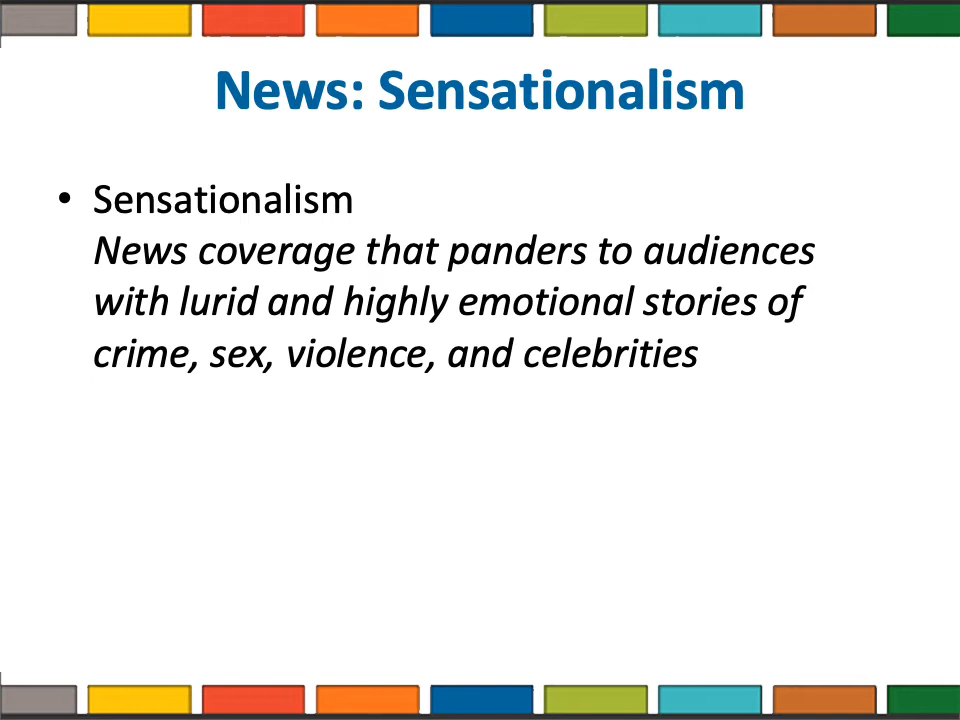 News: Sensationalism
• Sensationalism
News coverage that panders to audiences
with lurid and highly emotional stories of
crime, sex, violence, and celebrities